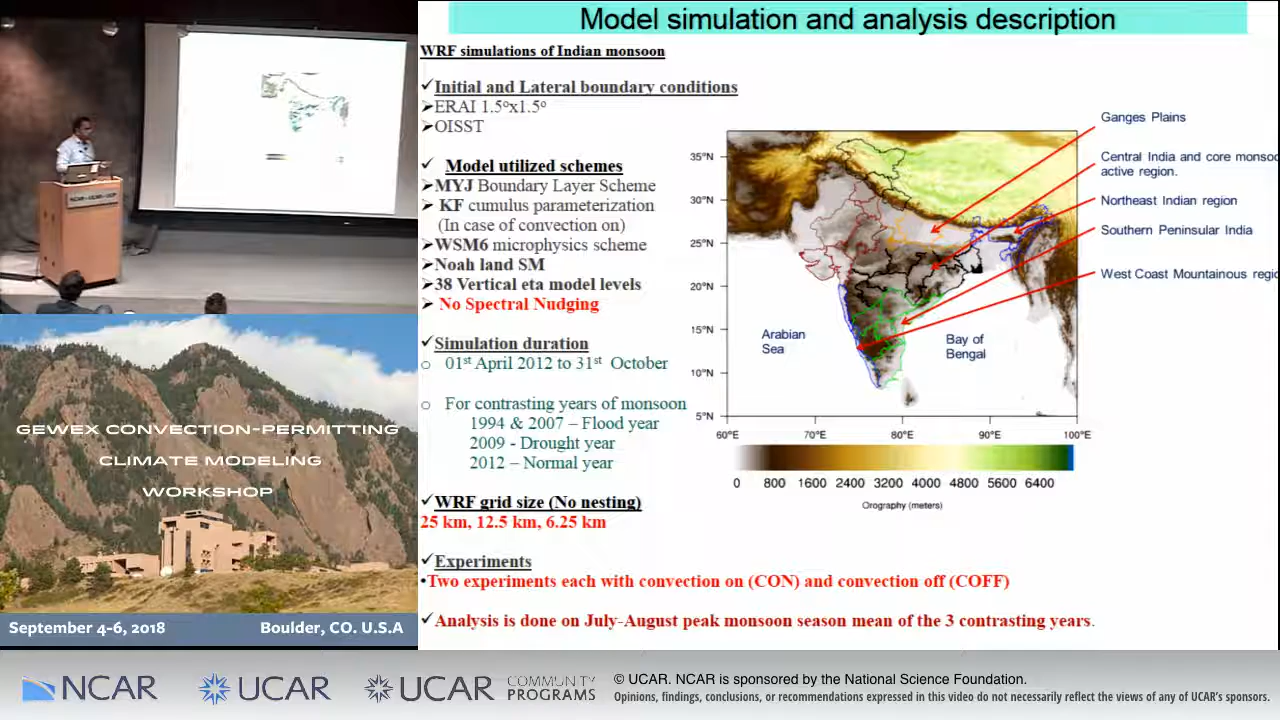 Model simulation and analysis description
WRF simulations of Indian monsoon
✓Initial and Lateral boundary conditions
➢ERAI 1.5ºx1.5º
➢OISST
✓ Model utilized schemes
➢MYJ Boundary Layer Scheme
➢ KF cumulus parameterization
(In case of convection on)
➢WSM6 microphysics scheme
➢Noah land SM
➢38 Vertical eta model levels
➢ No Spectral Nudging
✓Simulation duration
o 01st April 2012 to 31st October
o For contrasting years of monsoon
1994 & 2007 – Flood year
2009 - Drought year
2012 – Normal year
✓WRF grid size (No nesting)
25 km, 12.5 km, 6.25 km
✓Experiments
•Two experiments each with convection on (CON) and convection off (COFF)
✓Analysis is done on July-August peak monsoon season mean of the 3 contrasting years.
Ganges Plains
Central India and core monso
active region.
Northeast Indian region
Southern Peninsular India
West Coast Mountainous regio
35°N
30°N
25°N
20°N
15°N
10°N
5°N
Arabian
Sea
Bay of
Bengal
60°E 70°E 80°E 90°E 100°E
0 800 1600 2400 3200 4000 4800 5600 6400
Orography (meters)
GEWEX CONVECTION-PERMITTING
CLIMATE MODELING
WORKSHOP
September 4-6, 2018 Boulder, CO. U.S.A
NCAR
UCAR
UCAR COMMUNITY
PROGRAMS
© UCAR. NCAR is sponsored by the National Science Foundation.
Opinions, findings, conclusions, or recommendations expressed in this video do not necessarily reflect the views of any of UCAR's sponsors.